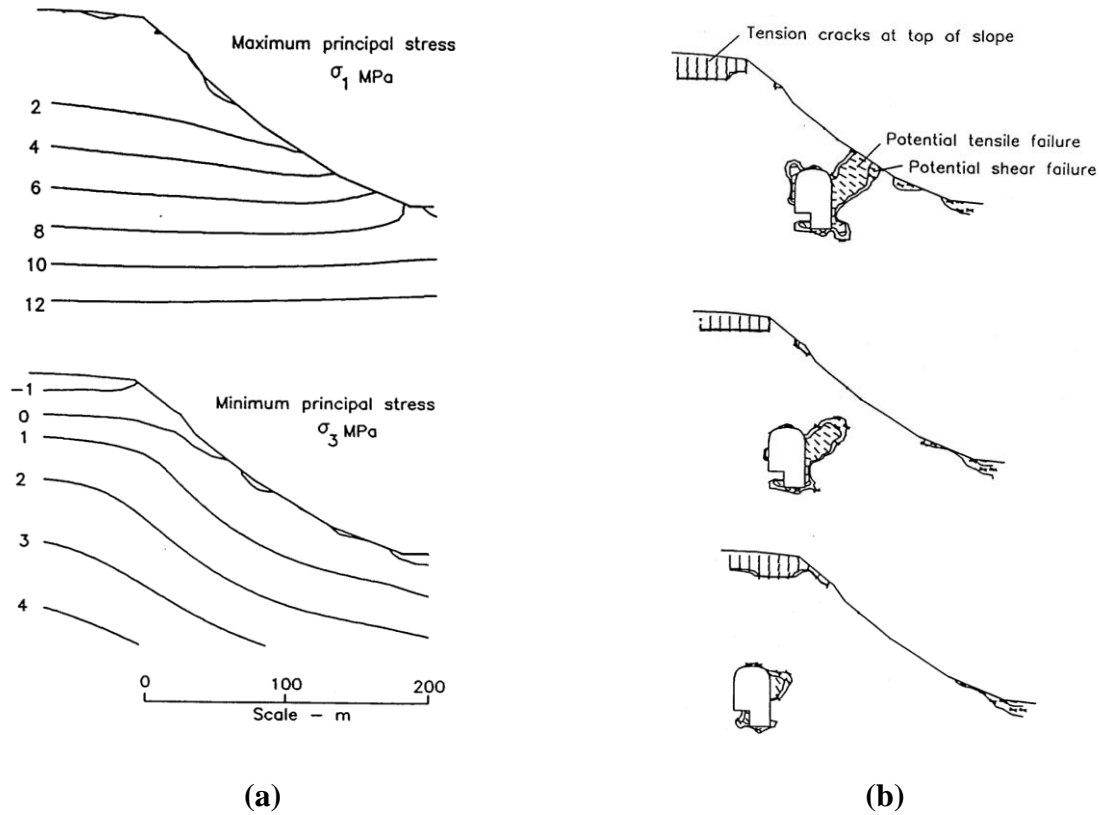 Maximum principal stress
σ1 MPa
2
4
6
8
10
12
-1
0
1
2
3
4
Minimum principal stress
σ3 MPa
0
100
200
Scale – m
(a)
Tension cracks at top of slope
Potential tensile failure
Potential shear failure
(b)